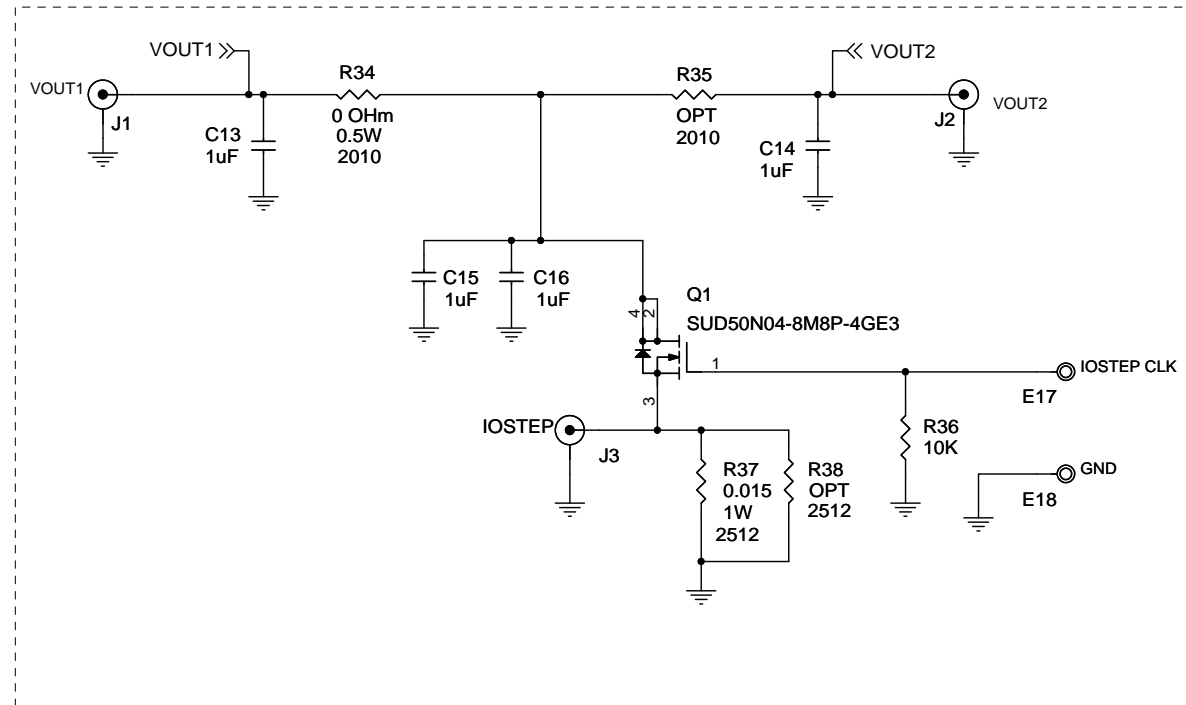 VOUT1
VOUT2
VOUT1
J1
R34
0 OHm
0.5W
2010
R35
OPT
2010
J2
VOUT2
C13
1uF
C14
1uF
C15
1uF
C16
1uF
Q1
SUD50N04-8M8P-4GE3
4
2
1
3
IOSTEP CLK
E17
IOSTEP
J3
R36
10K
R37
0.015
1W
2512
R38
OPT
2512
GND
E18